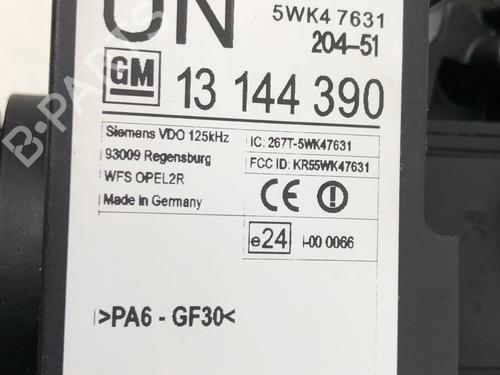 UN
5WK4 7631
204-51
GM 13 144 390
Siemens VDO 125kHz
93009 Regensburg
WFS OPEL2R
Made in Germany
IC: 267T-5WK47631
FCC ID: KR55WK47631
CE
e24 I-00 0066
>PA6 - GF30<
B-PARTS